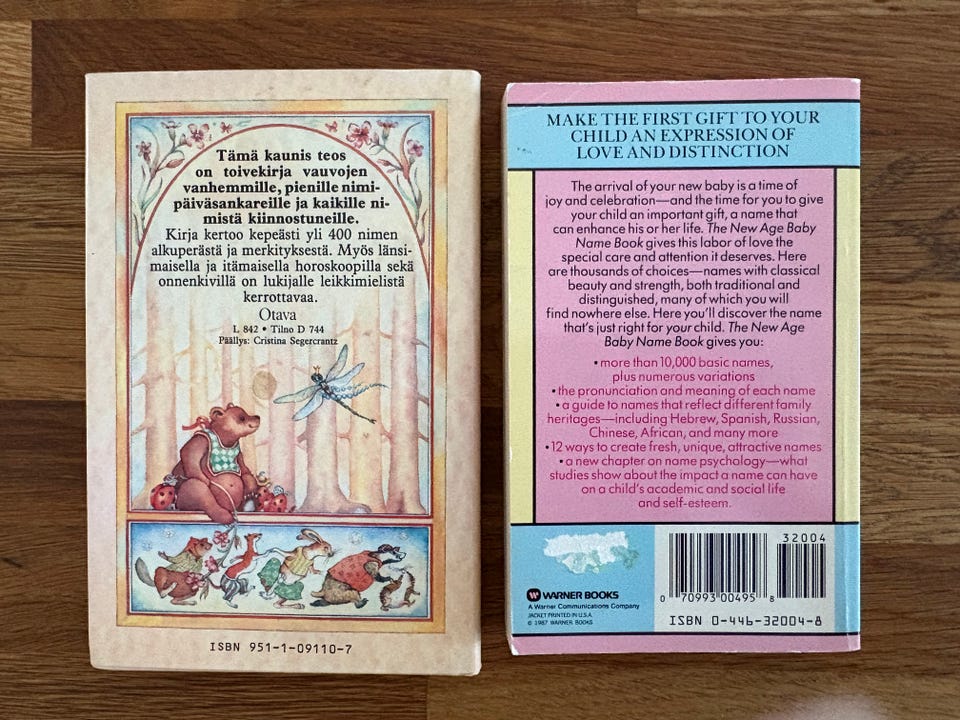 Tämä kaunis teos
on toivekirja vauvojen
vanhemmille, pienille nimi-
päiväsankareille ja kaikille ni-
mistä kiinnostuneille.
Kirja kertoo kepeästi yli 400 nimen
alkuperästä ja merkityksestä. Myös länsi-
maisella ja itämaisella horoskoopilla sekä
onnenkivillä on lukijalle leikkimielistä
kerrottavaa.
Otava
L 842 • Tilno D 744
Päällys: Cristina Segercrantz
ISBN 951-1-09110-7
MAKE THE FIRST GIFT TO YOUR
CHILD AN EXPRESSION OF
LOVE AND DISTINCTION
The arrival of your new baby is a time of
joy and celebration—and the time for you to give
your child an important gift, a name that
can enhance his or her life. The New Age Baby
Name Book gives this labor of love the
special care and attention it deserves. Here
are thousands of choices—names with classical
beauty and strength, both traditional and
distinguished, many of which you will
find nowhere else. Here you'll discover the name
that's just right for your child. The New Age
Baby Name Book gives you:
• more than 10,000 basic names,
plus numerous variations
• the pronunciation and meaning of each name
• a guide to names that reflect different family
heritages—including Hebrew, Spanish, Russian,
Chinese, African, and many more
• 12 ways to create fresh, unique, attractive names
• a new chapter on name psychology—what
studies show about the impact a name can have
on a child's academic and social life
and self-esteem.
WARNER BOOKS
A Warner Communications Company
JACKET PRINTED IN U.S.A.
© 1987 WARNER BOOKS
32004
0 70993 00495 8
ISBN 0-446-32004-8